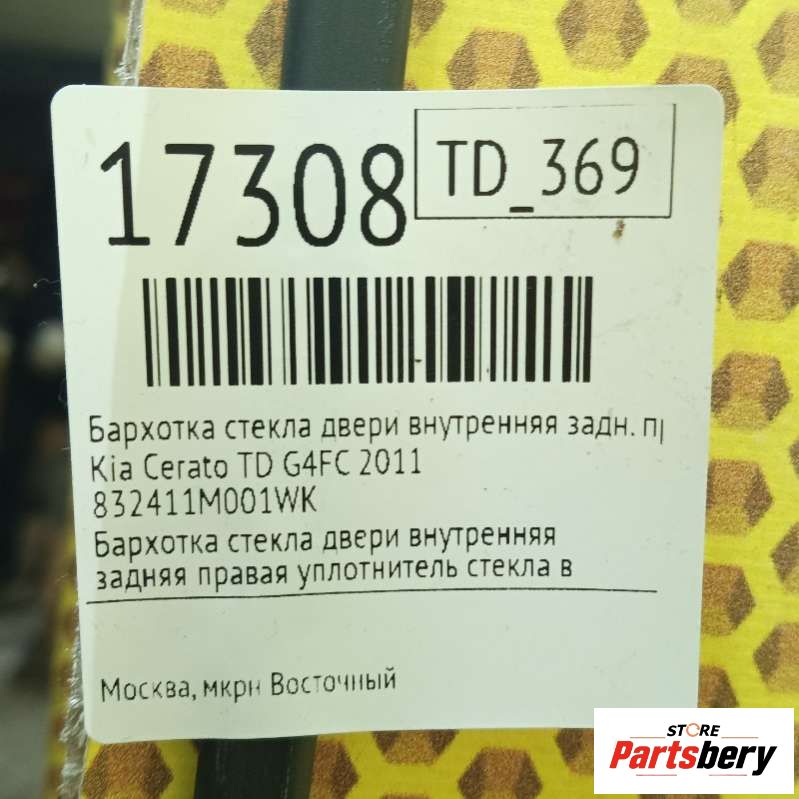 17308
TD_369
Бархотка стекла двери внутренняя задн. п
Kia Cerato TD G4FC 2011
832411M001WK
Бархотка стекла двери внутренняя
задняя правая уплотнитель стекла в
Москва, мкрн Восточный
STORE
Partsbery